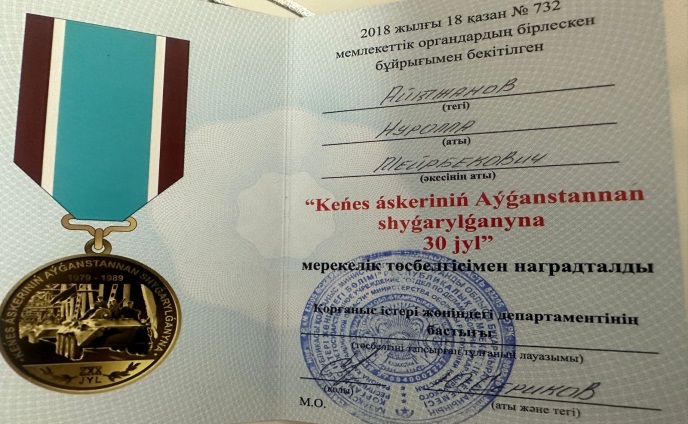 KEŃES ÁSKERINIŃ AÝǴANSTANNAN SHYǴARYLǴANYNA
1979 - 1989
XXX
JYL
2018 жылғы 18 қазан № 732
мемлекеттік органдардың бірлескен
бұйрығымен бекітілген
Айтжанов
(тегі)
Нуролла
(аты)
Мейрбекович
(әкесінің аты)
“Keńes áskeriniń Aýǵanstannan
shyǵarylǵanyna
30 jyl”
мерекелік төсбелгісімен наградталды
Қорғаныс істері жөніндегі департаментінің
бастығы
(төсбелгіні тапсырған тұлғаның лауазымы)
(қолы)
(аты және тегі)
М.О.